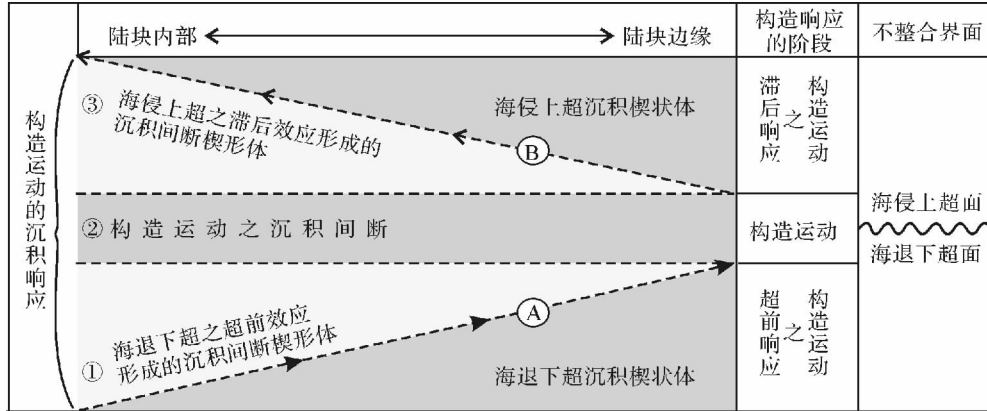 陆块内部
陆块边缘
构造响应
的阶段
不整合界面
构造运动的沉积响应
③ 海侵上超之滞后效应形成的
沉积间断楔形体
海侵上超沉积楔状体
B
构造运动
之
滞后响应
② 构造运动之沉积间断
构造运动
海侵上超面
海退下超面
A
① 海退下超之超前效应
形成的沉积间断楔形体
海退下超沉积楔状体
构造运动
之
超前响应